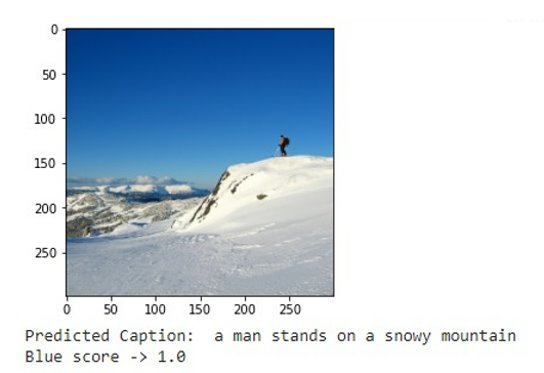 0
50
100
150
200
250
0 50 100 150 200 250
Predicted Caption:  a man stands on a snowy mountain
Blue score -> 1.0